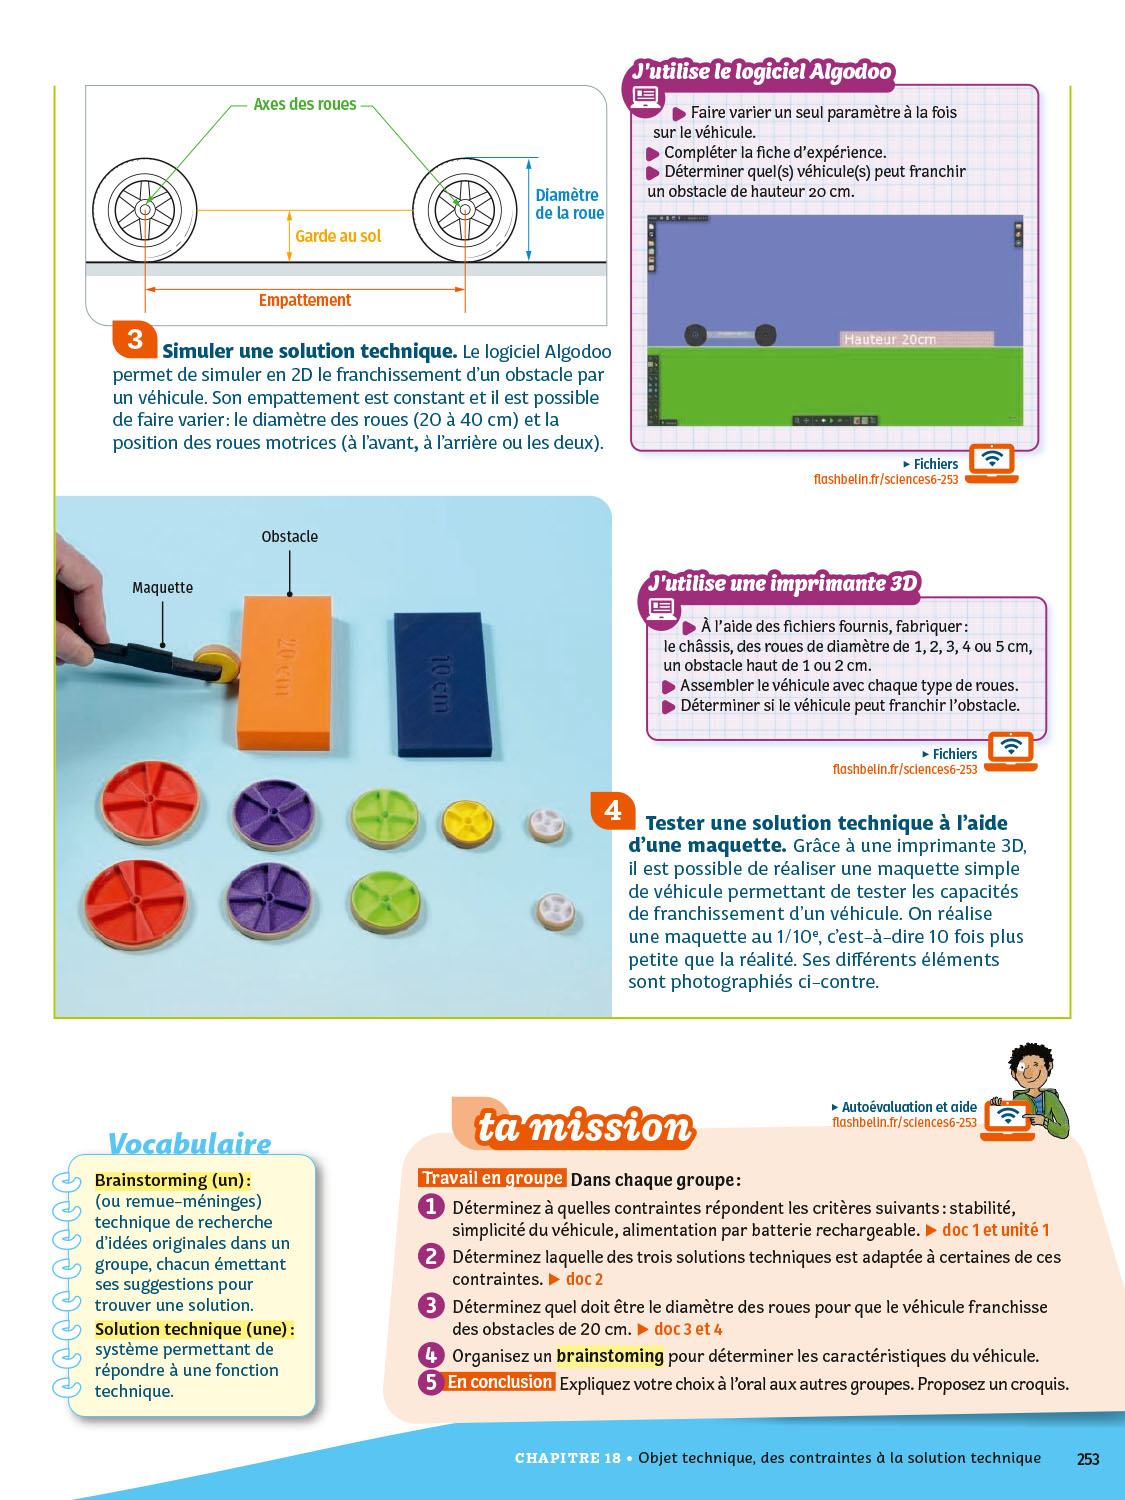 Axes des roues
Diamètre
de la roue
Garde au sol
Empattement
3 Simuler une solution technique. Le logiciel Algodoo
permet de simuler en 2D le franchissement d'un obstacle par
un véhicule. Son empattement est constant et il est possible
de faire varier : le diamètre des roues (20 à 40 cm) et la
position des roues motrices (à l'avant, à l'arrière ou les deux).
J'utilise le logiciel Algodoo
Faire varier un seul paramètre à la fois
sur le véhicule.
Compléter la fiche d'expérience.
Déterminer quel(s) véhicule(s) peut franchir
un obstacle de hauteur 20 cm.
Hauteur 20cm
Fichiers
flashbelin.fr/sciences6-253
Obstacle
Maquette
20 cm
10 cm
J'utilise une imprimante 3D
À l'aide des fichiers fournis, fabriquer :
le châssis, des roues de diamètre de 1, 2, 3, 4 ou 5 cm,
un obstacle haut de 1 ou 2 cm.
Assembler le véhicule avec chaque type de roues.
Déterminer si le véhicule peut franchir l'obstacle.
Fichiers
flashbelin.fr/sciences6-253
4 Tester une solution technique à l'aide
d'une maquette. Grâce à une imprimante 3D,
il est possible de réaliser une maquette simple
de véhicule permettant de tester les capacités
de franchissement d'un véhicule. On réalise
une maquette au 1/10e, c'est-à-dire 10 fois plus
petite que la réalité. Ses différents éléments
sont photographiés ci-contre.
Vocabulaire
Brainstorming (un) :
(ou remue-méninges)
technique de recherche
d'idées originales dans un
groupe, chacun émettant
ses suggestions pour
trouver une solution.
Solution technique (une) :
système permettant de
répondre à une fonction
technique.
ta mission
Autoévaluation et aide
flashbelin.fr/sciences6-253
Travail en groupe Dans chaque groupe :
1 Déterminez à quelles contraintes répondent les critères suivants : stabilité,
simplicité du véhicule, alimentation par batterie rechargeable. ▶ doc 1 et unité 1
2 Déterminez laquelle des trois solutions techniques est adaptée à certaines de ces
contraintes. ▶ doc 2
3 Déterminez quel doit être le diamètre des roues pour que le véhicule franchisse
des obstacles de 20 cm. ▶ doc 3 et 4
4 Organisez un brainstoming pour déterminer les caractéristiques du véhicule.
5 En conclusion Expliquez votre choix à l'oral aux autres groupes. Proposez un croquis.
CHAPITRE 18 • Objet technique, des contraintes à la solution technique 253